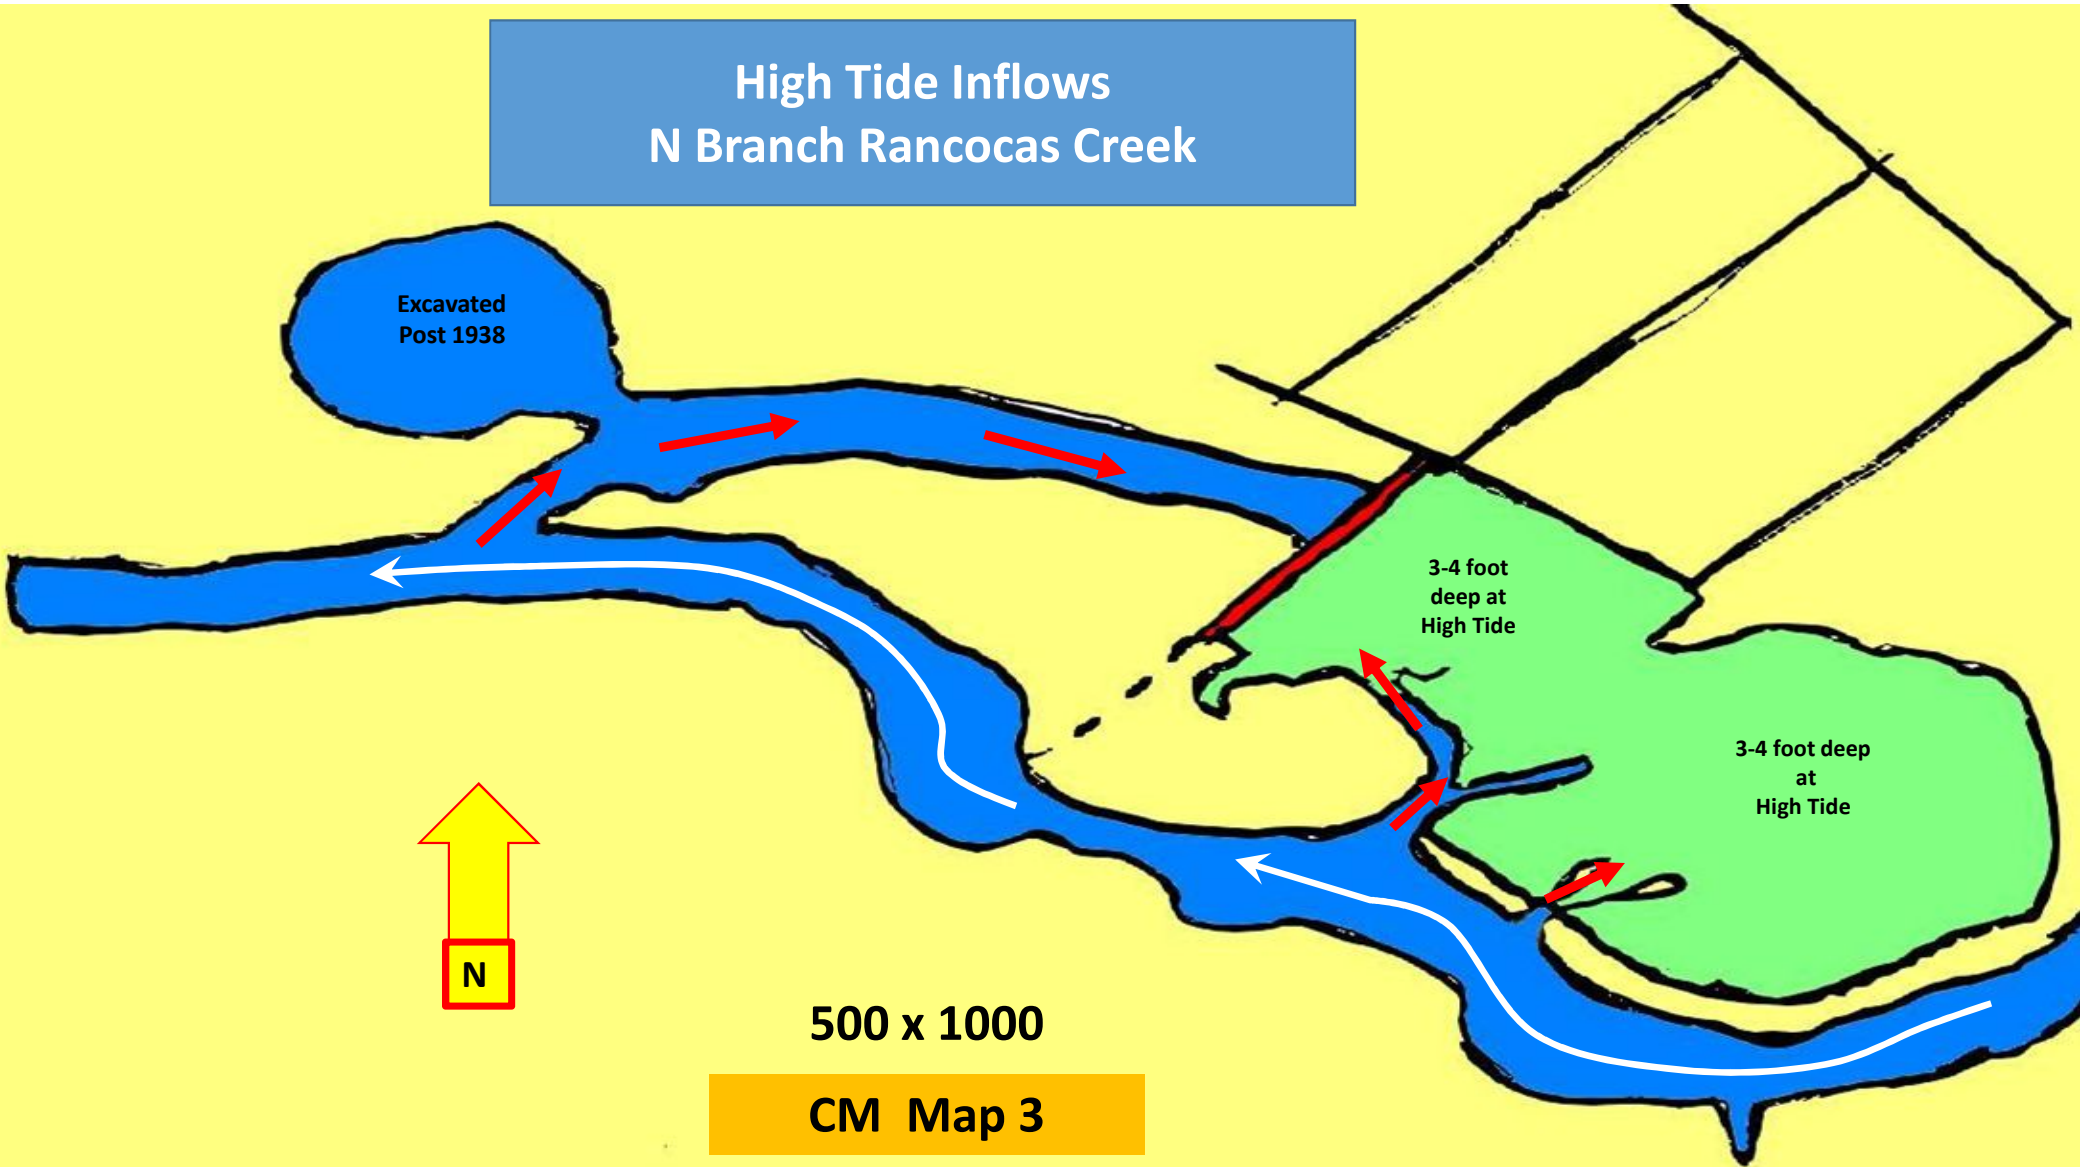 High Tide Inflows
N Branch Rancocas Creek
Excavated
Post 1938
3-4 foot
deep at
High Tide
3-4 foot deep
at
High Tide
N
500 x 1000
CM  Map 3